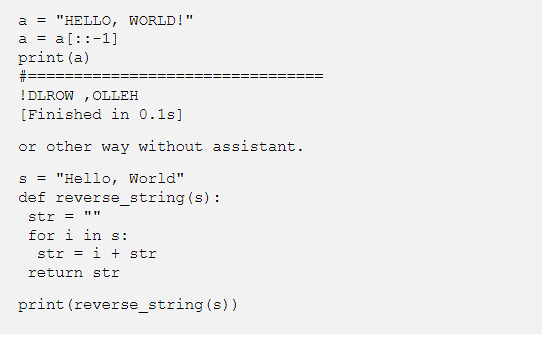 a = "HELLO, WORLD!"
a = a[::-1]
print(a)
#================================
!DLROW ,OLLEH
[Finished in 0.1s]
or other way without assistant.
s = "Hello, World"
def reverse_string(s):
 str = ""
 for i in s:
  str = i + str
 return str
print(reverse_string(s))